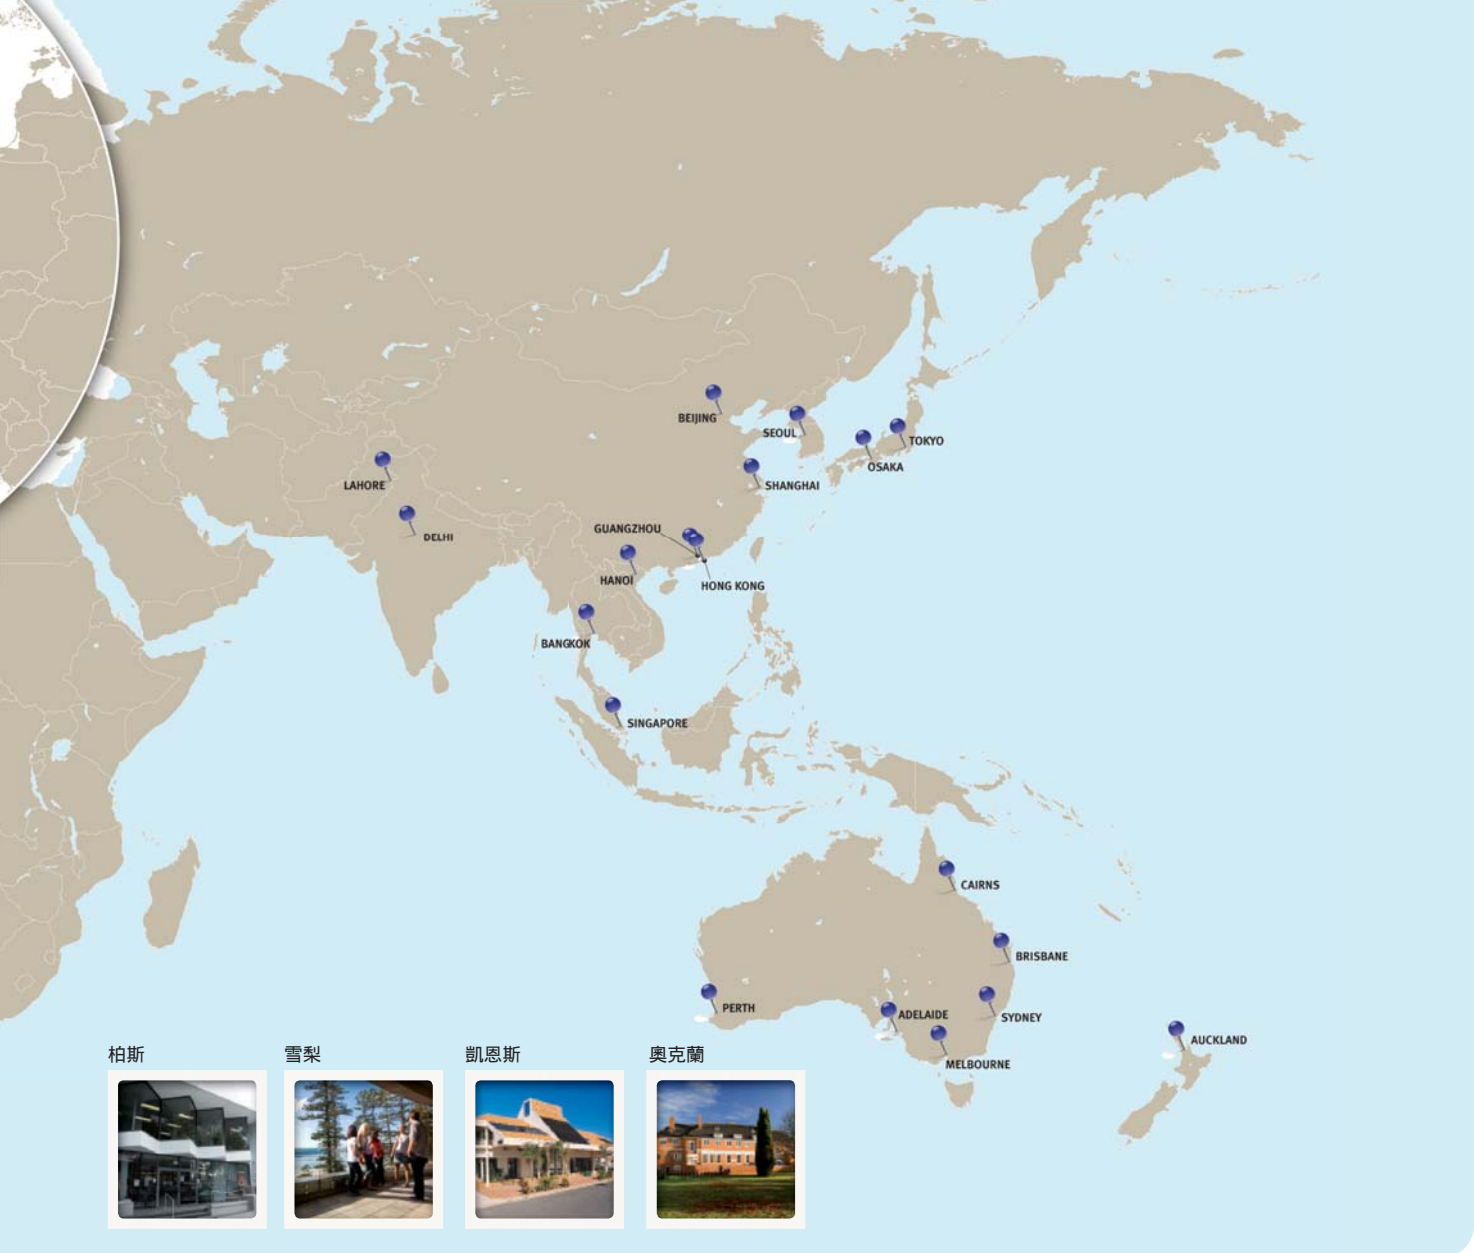 BEIJING
SEOUL
TOKYO
OSAKA
LAHORE
SHANGHAI
GUANGZHOU
DELHI
HANOI
HONG KONG
BANGKOK
SINGAPORE
CAIRNS
BRISBANE
PERTH
ADELAIDE
SYDNEY
AUCKLAND
MELBOURNE
柏斯
雪梨
凱恩斯
奧克蘭